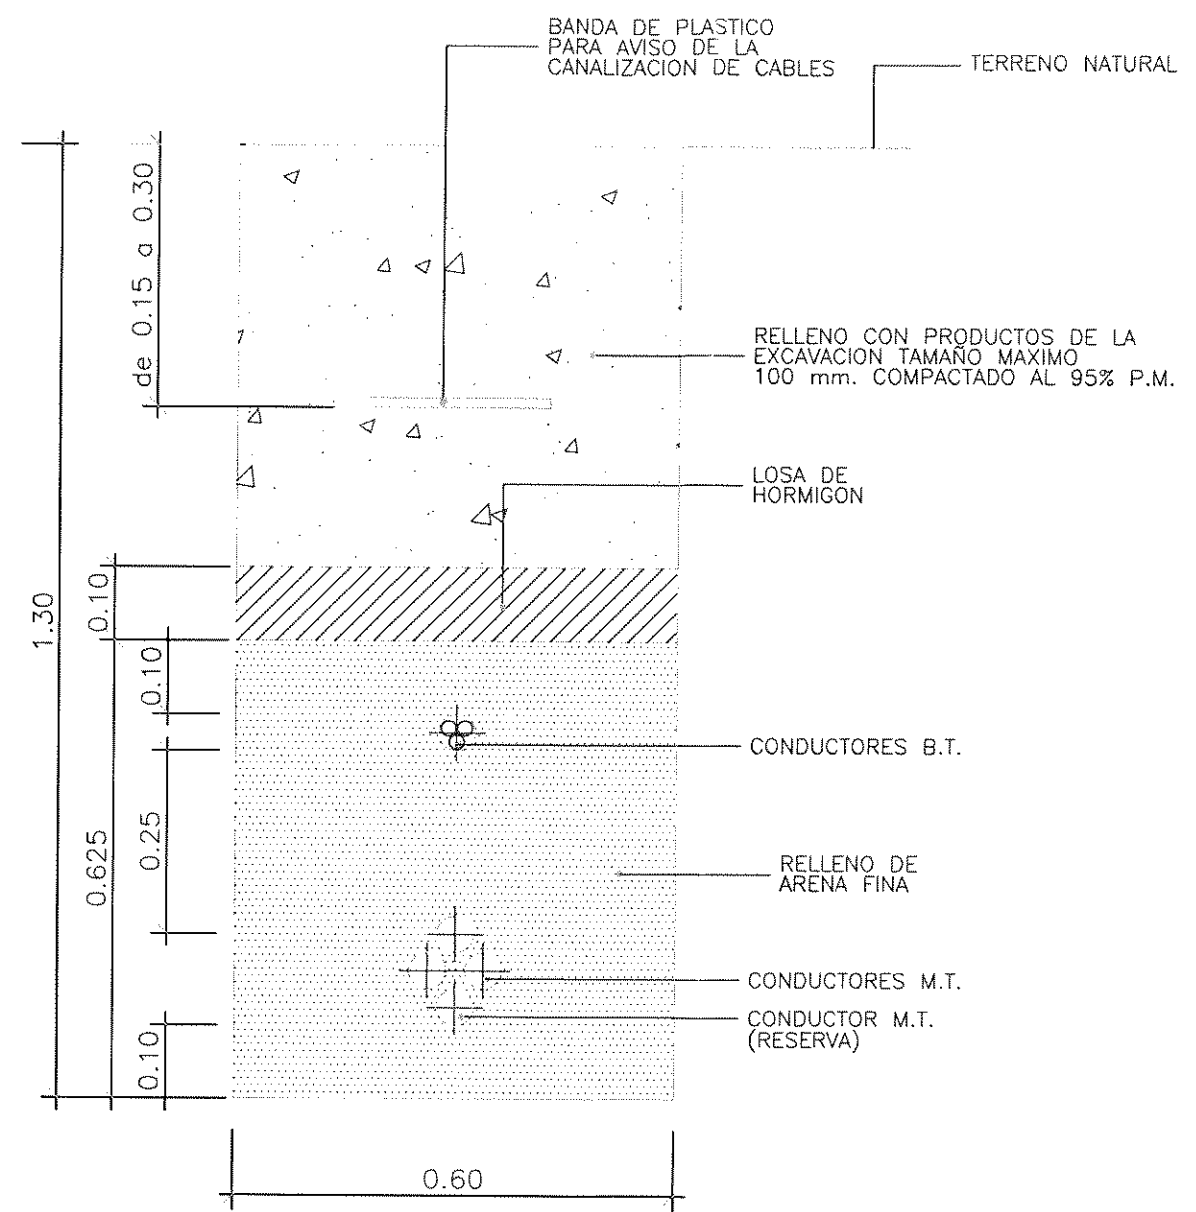 BANDA DE PLASTICO
PARA AVISO DE LA
CANALIZACION DE CABLES
TERRENO NATURAL
de 0.15 a 0.30
RELLENO CON PRODUCTOS DE LA
EXCAVACION TAMAÑO MAXIMO
100 mm. COMPACTADO AL 95% P.M.
LOSA DE
HORMIGON
1.30
0.10
0.10
CONDUCTORES B.T.
0.625
0.25
RELLENO DE
ARENA FINA
CONDUCTORES M.T.
CONDUCTOR M.T.
(RESERVA)
0.10
0.60